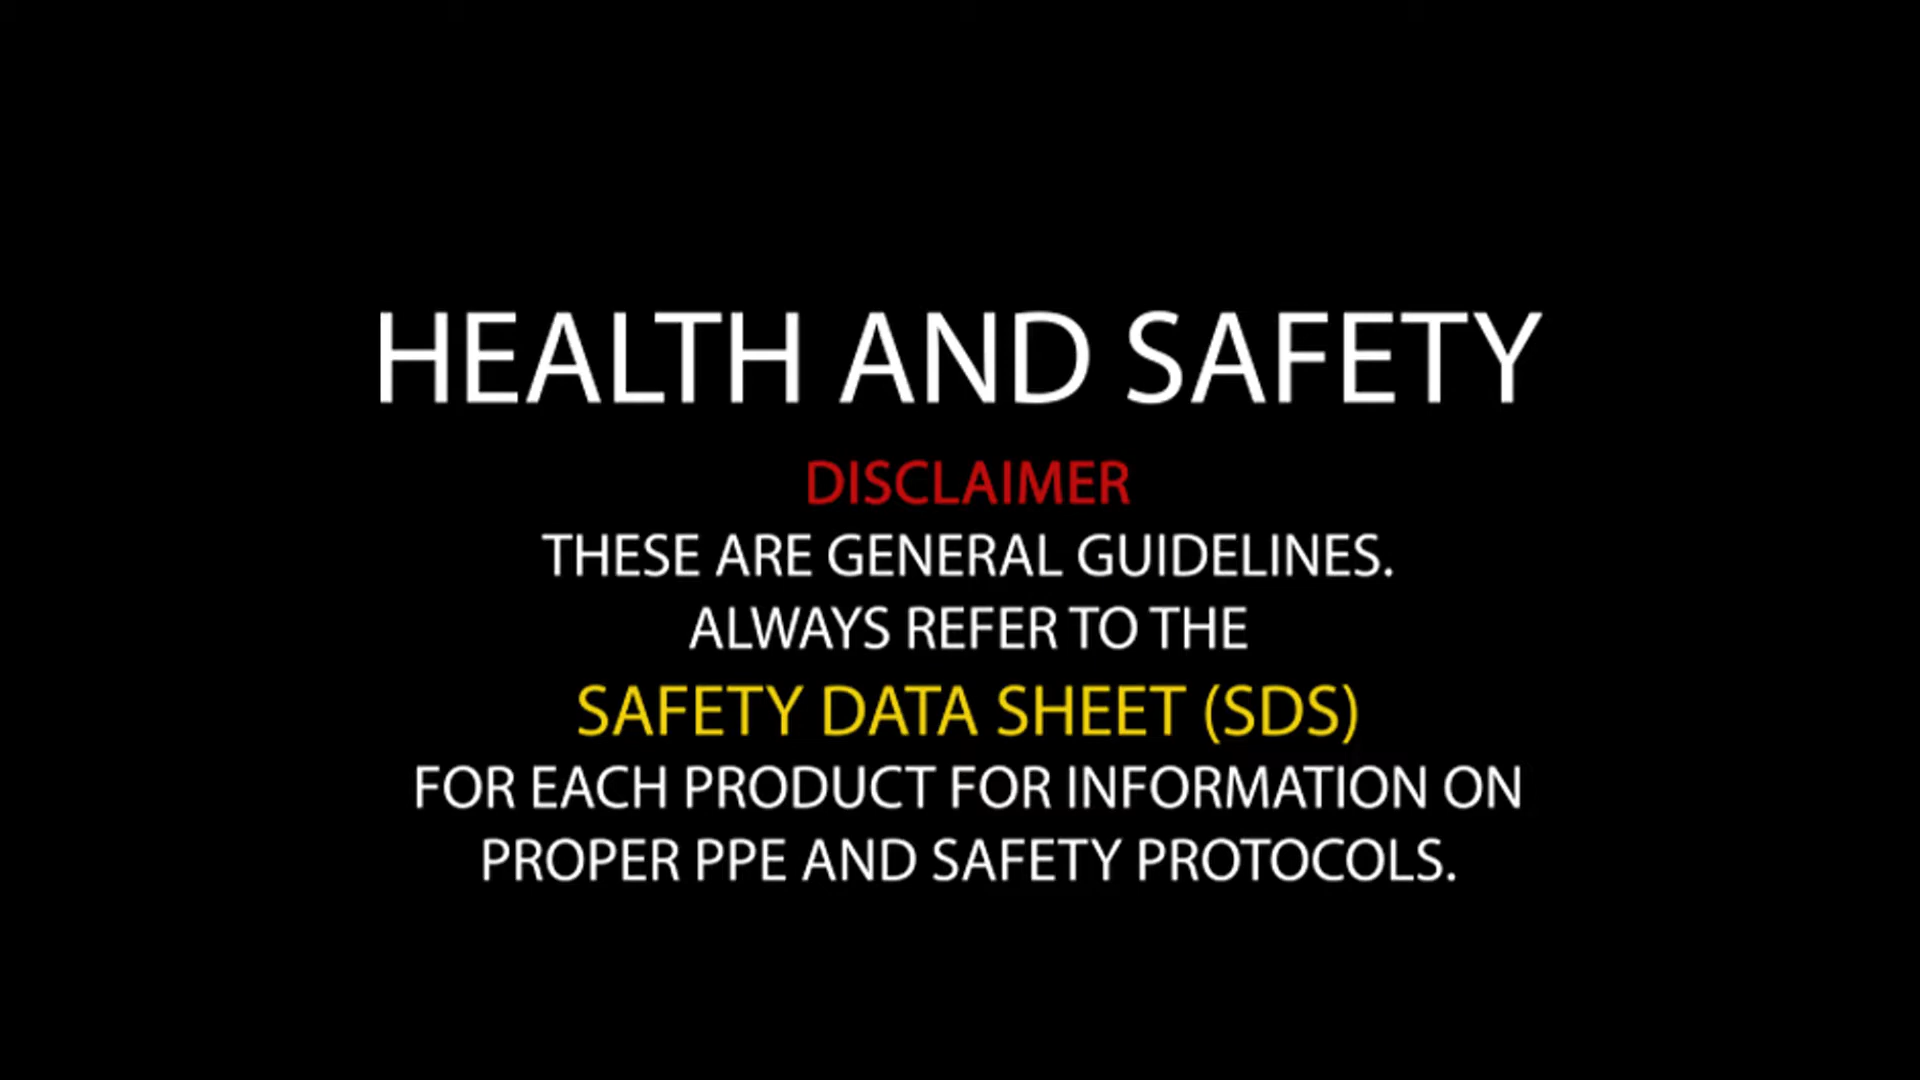 HEALTH AND SAFETY
DISCLAIMER
THESE ARE GENERAL GUIDELINES.
ALWAYS REFER TO THE
SAFETY DATA SHEET (SDS)
FOR EACH PRODUCT FOR INFORMATION ON
PROPER PPE AND SAFETY PROTOCOLS.